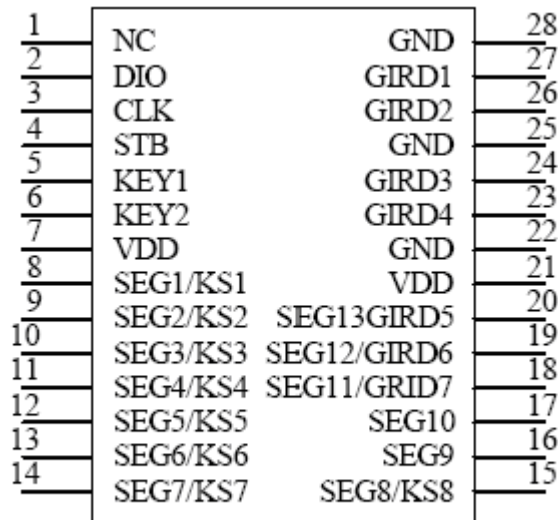 1 NC GND 28
2 DIO GIRD1 27
3 CLK GIRD2 26
4 STB GND 25
5 KEY1 GIRD3 24
6 KEY2 GIRD4 23
7 VDD GND 22
8 SEG1/KS1 VDD 21
9 SEG2/KS2 SEG13GIRD5 20
10 SEG3/KS3 SEG12/GIRD6 19
11 SEG4/KS4 SEG11/GRID7 18
12 SEG5/KS5 SEG10 17
13 SEG6/KS6 SEG9 16
14 SEG7/KS7 SEG8/KS8 15